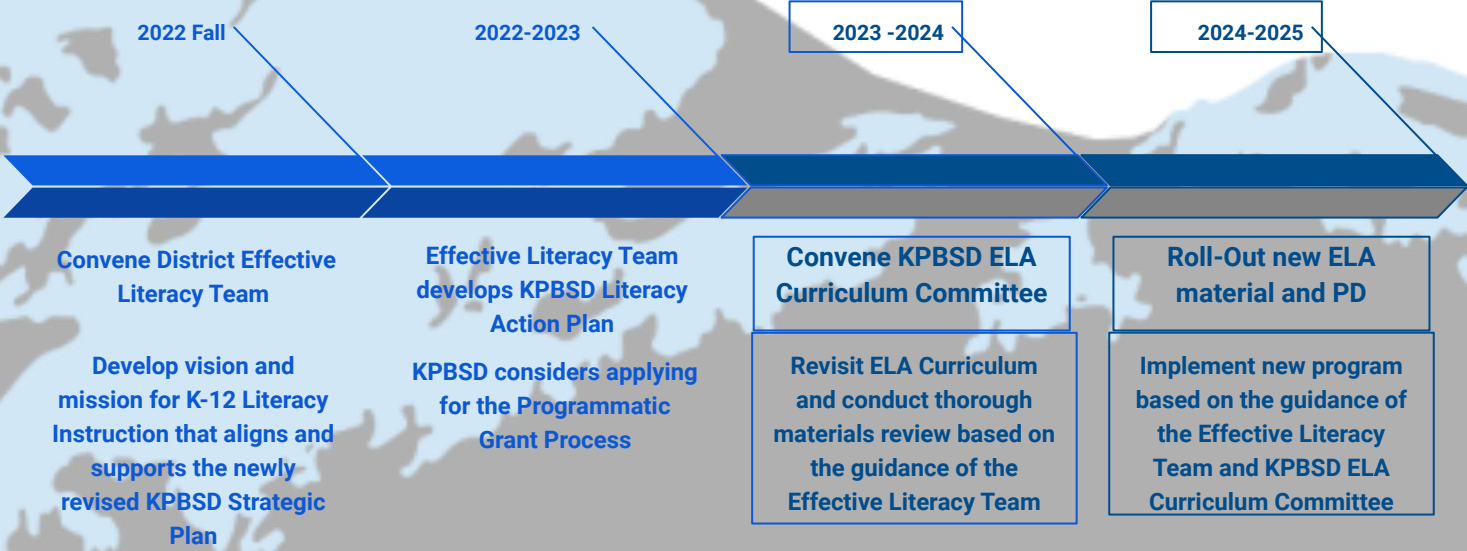 2022 Fall
2022-2023
2023 -2024
2024-2025
Convene District Effective
Literacy Team
Develop vision and
mission for K-12 Literacy
Instruction that aligns and
supports the newly
revised KPBSD Strategic
Plan
Effective Literacy Team
develops KPBSD Literacy
Action Plan
KPBSD considers applying
for the Programmatic
Grant Process
Convene KPBSD ELA
Curriculum Committee
Revisit ELA Curriculum
and conduct thorough
materials review based on
the guidance of the
Effective Literacy Team
Roll-Out new ELA
material and PD
Implement new program
based on the guidance of
the Effective Literacy
Team and KPBSD ELA
Curriculum Committee